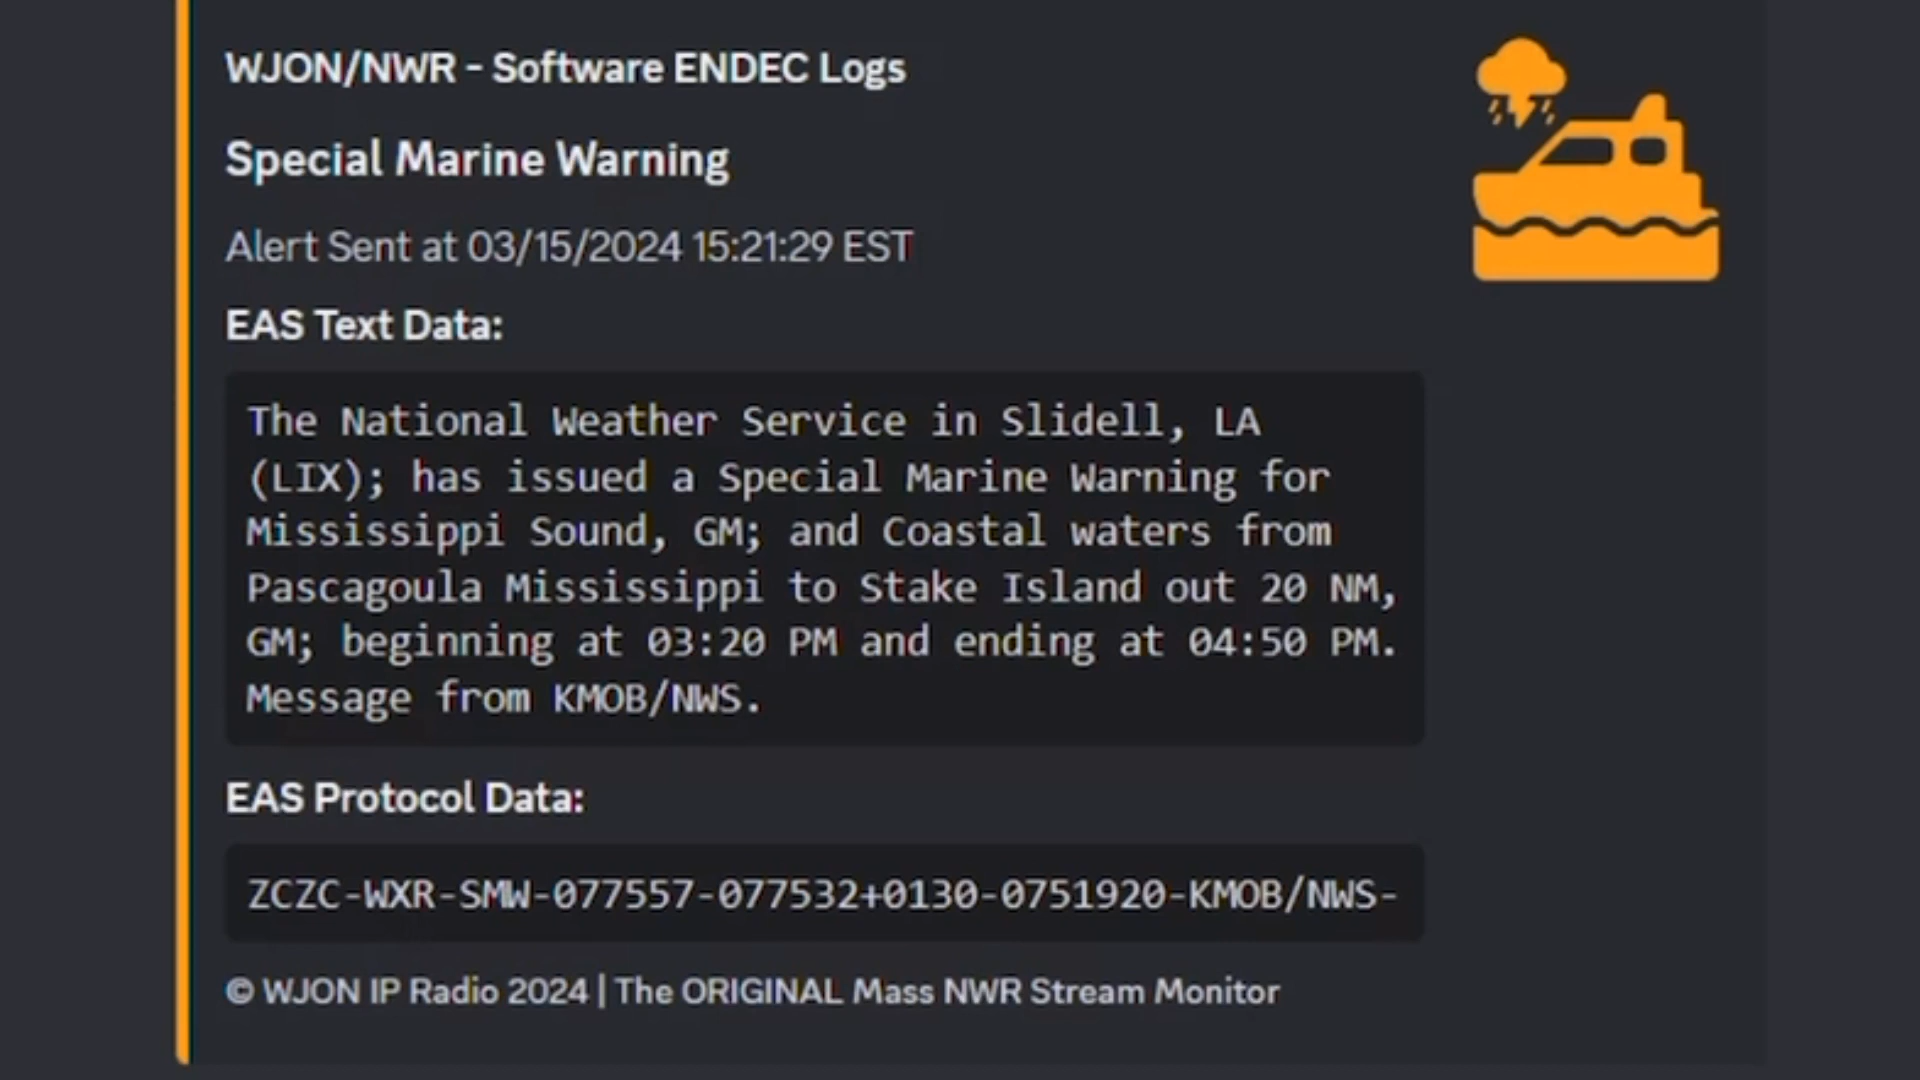 WJON/NWR - Software ENDEC Logs
Special Marine Warning
Alert Sent at 03/15/2024 15:21:29 EST
EAS Text Data:
The National Weather Service in Slidell, LA
(LIX); has issued a Special Marine Warning for
Mississippi Sound, GM; and Coastal waters from
Pascagoula Mississippi to Stake Island out 20 NM,
GM; beginning at 03:20 PM and ending at 04:50 PM.
Message from KMOB/NWS.
EAS Protocol Data:
ZCZC-WXR-SMW-077557-077532+0130-0751920-KMOB/NWS-
© WJON IP Radio 2024 | The ORIGINAL Mass NWR Stream Monitor